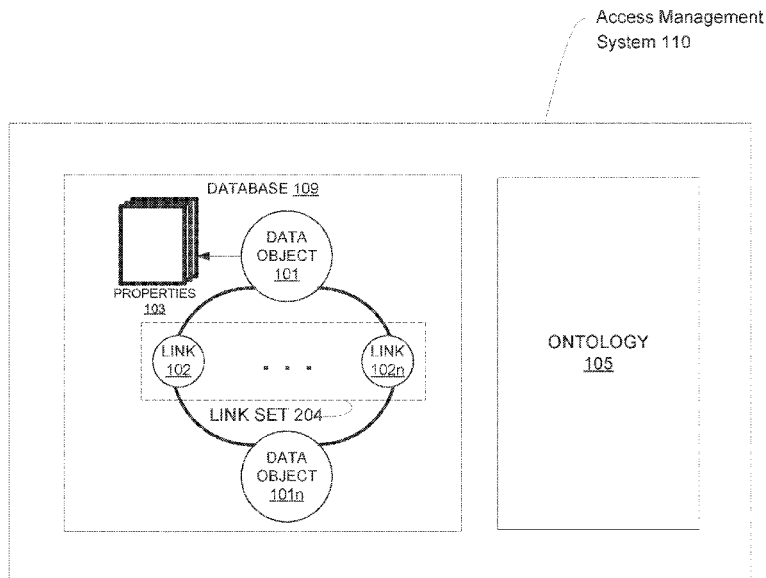 Access Management
System 110
DATABASE 109
DATA
OBJECT
101
PROPERTIES
103
LINK
102
. . .
LINK
102n
LINK SET 204
DATA
OBJECT
101n
ONTOLOGY
105